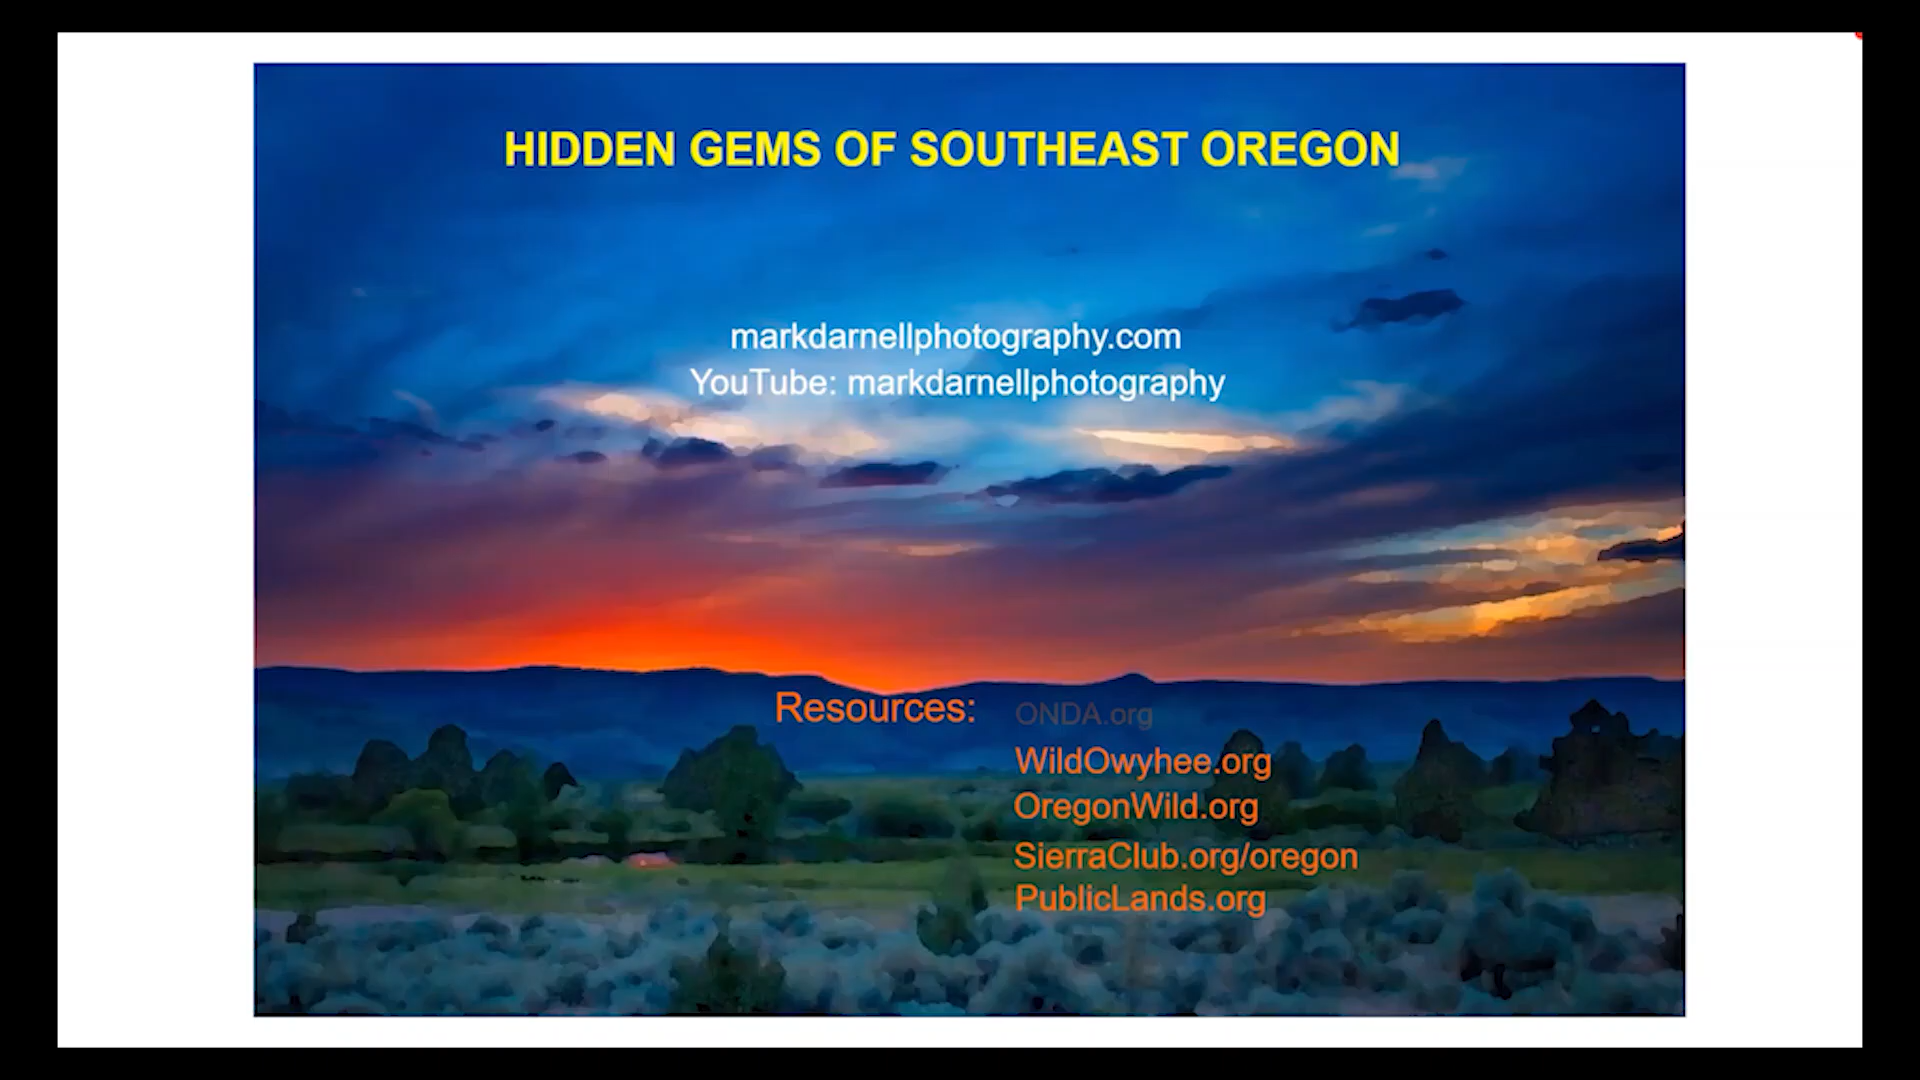 HIDDEN GEMS OF SOUTHEAST OREGON
markdarnellphotography.com
YouTube: markdarnellphotography
Resources: ONDA.org
WildOwyhee.org
OregonWild.org
SierraClub.org/oregon
PublicLands.org